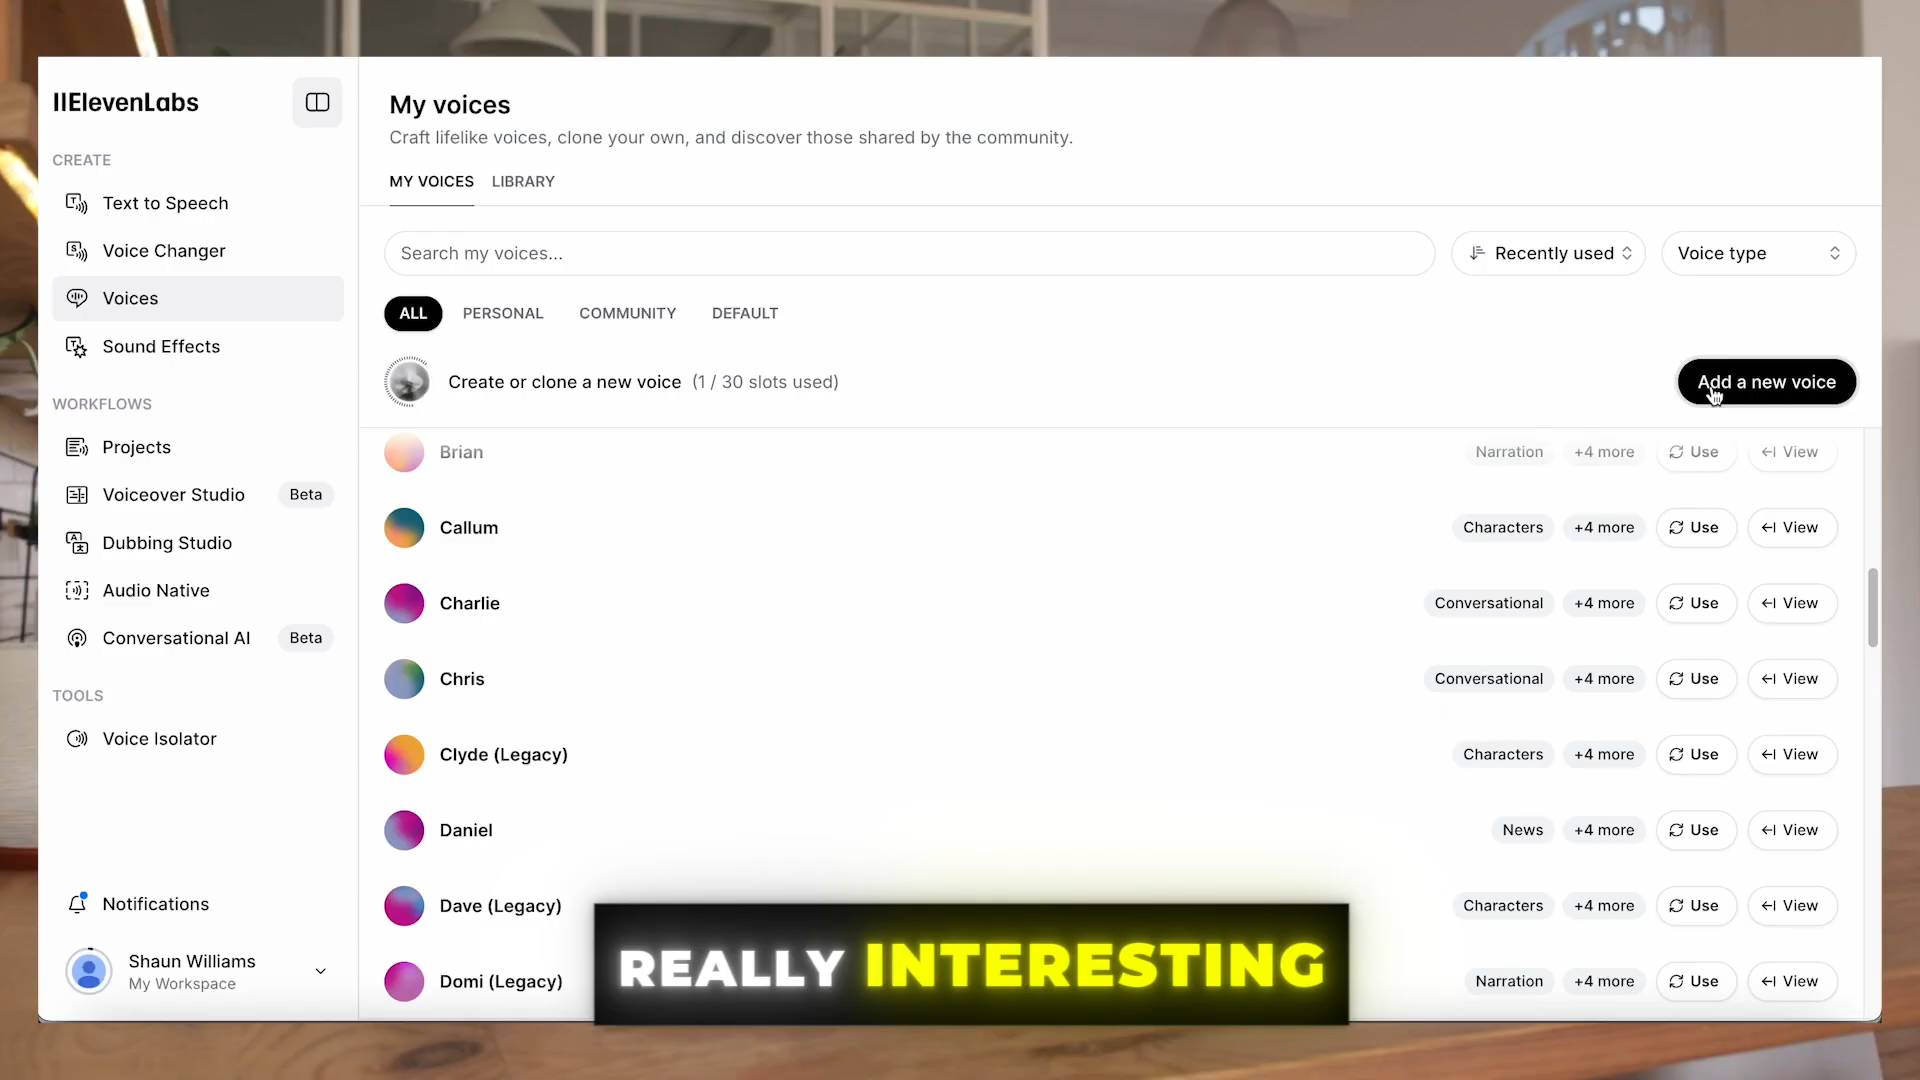 IIElevenLabs
CREATE
Text to Speech
Voice Changer
Voices
Sound Effects
WORKFLOWS
Projects
Voiceover Studio Beta
Dubbing Studio
Audio Native
Conversational AI Beta
TOOLS
Voice Isolator
Notifications
Shaun Williams
My Workspace
My voices
Craft lifelike voices, clone your own, and discover those shared by the community.
MY VOICES LIBRARY
Search my voices... Recently used Voice type
ALL PERSONAL COMMUNITY DEFAULT
Create or clone a new voice (1 / 30 slots used) Add a new voice
Brian Narration +4 more Use View
Callum Characters +4 more Use View
Charlie Conversational +4 more Use View
Chris Conversational +4 more Use View
Clyde (Legacy) Characters +4 more Use View
Daniel News +4 more Use View
Dave (Legacy) Characters +4 more Use View
Domi (Legacy) Narration +4 more Use View
REALLY INTERESTING